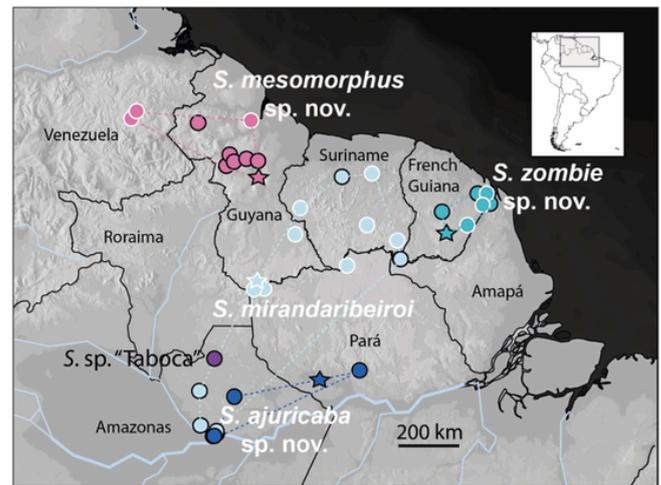 S. mesomorphus
sp. nov.
Venezuela
Suriname
French
Guiana
S. zombie
sp. nov.
Guyana
Roraima
Amapá
S. mirandaribeiroi
Pará
S. sp. “Taboca”
S. ajuricaba
sp. nov.
Amazonas
200 km